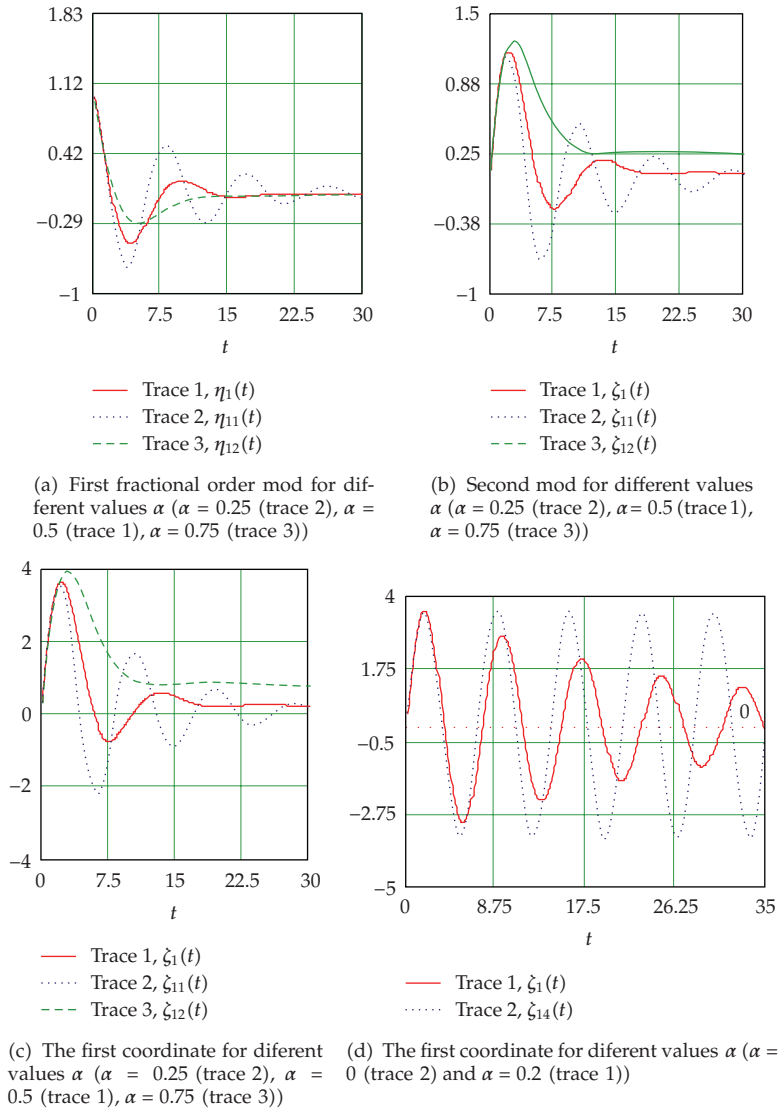 1.83
1.12
0.42
−0.29
−1
0
7.5
15
22.5
30
t
Trace 1, η1(t)
Trace 2, η11(t)
Trace 3, η12(t)
(a) First fractional order mod for dif-
ferent values α (α = 0.25 (trace 2), α =
0.5 (trace 1), α = 0.75 (trace 3))
1.5
0.88
0.25
−0.38
−1
0
7.5
15
22.5
30
t
Trace 1, ζ1(t)
Trace 2, ζ11(t)
Trace 3, ζ12(t)
(b) Second mod for different values
α (α = 0.25 (trace 2), α = 0.5 (trace 1),
α = 0.75 (trace 3))
4
2
0
−2
−4
0
7.5
15
22.5
30
t
Trace 1, ζ1(t)
Trace 2, ζ11(t)
Trace 3, ζ12(t)
(c) The first coordinate for diferent
values α (α = 0.25 (trace 2), α =
0.5 (trace 1), α = 0.75 (trace 3))
4
1.75
−0.5
−2.75
−5
0
0
8.75
17.5
26.25
35
t
Trace 1, ζ1(t)
Trace 2, ζ14(t)
(d) The first coordinate for diferent values α (α =
0 (trace 2) and α = 0.2 (trace 1))